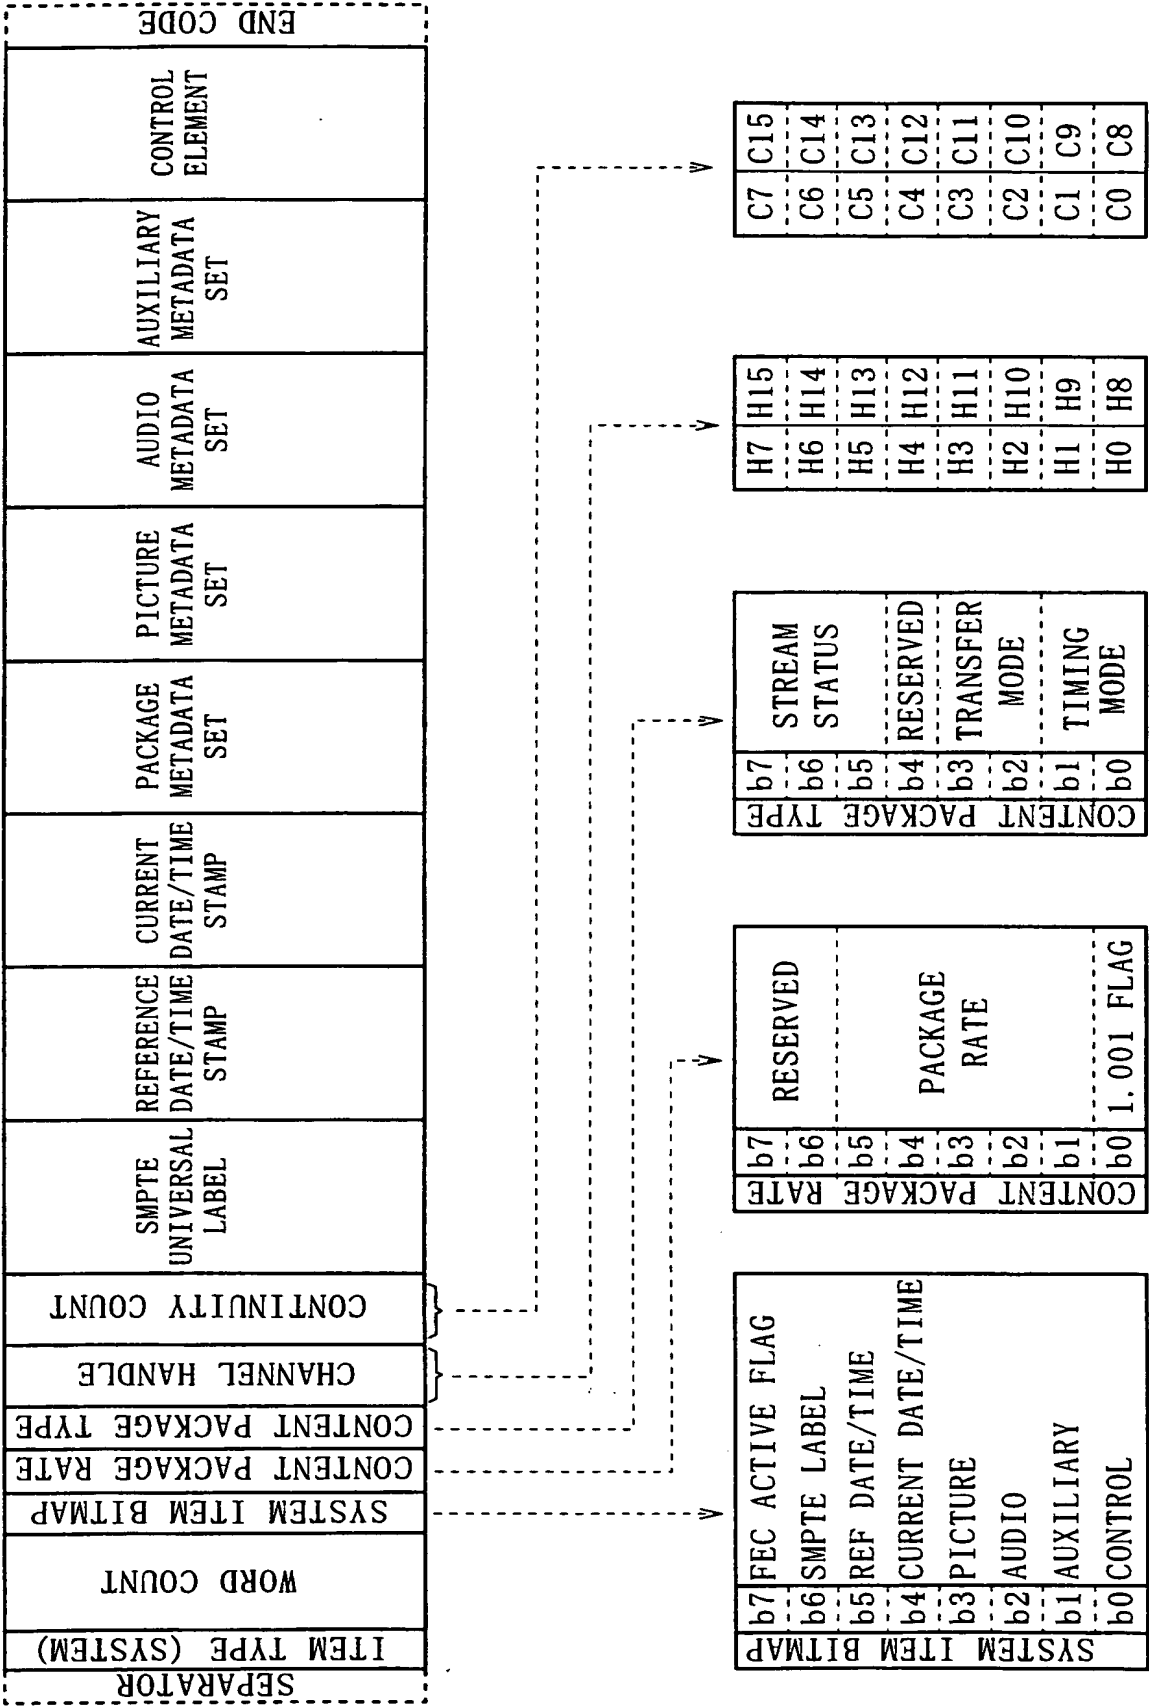 SEPARATOR
ITEM TYPE (SYSTEM)
WORD COUNT
SYSTEM ITEM BITMAP
CONTENT PACKAGE RATE
CONTENT PACKAGE TYPE
CHANNEL HANDLE
CONTINUITY COUNT
SMPTE
UNIVERSAL
LABEL
REFERENCE
DATE/TIME
STAMP
CURRENT
DATE/TIME
STAMP
PACKAGE
METADATA
SET
PICTURE
METADATA
SET
AUDIO
METADATA
SET
AUXILIARY
METADATA
SET
CONTROL
ELEMENT
END CODE
SYSTEM ITEM BITMAP
b7 FEC ACTIVE FLAG
b6 SMPTE LABEL
b5 REF DATE/TIME
b4 CURRENT DATE/TIME
b3 PICTURE
b2 AUDIO
b1 AUXILIARY
b0 CONTROL
CONTENT PACKAGE RATE
b7
b6
b5
b4
b3
b2
b1
b0
RESERVED
PACKAGE
RATE
1.001 FLAG
CONTENT PACKAGE TYPE
b7
b6
b5
b4
b3
b2
b1
b0
STREAM
STATUS
RESERVED
TRANSFER
MODE
TIMING
MODE
H7 H15
H6 H14
H5 H13
H4 H12
H3 H11
H2 H10
H1 H9
H0 H8
C7 C15
C6 C14
C5 C13
C4 C12
C3 C11
C2 C10
C1 C9
C0 C8